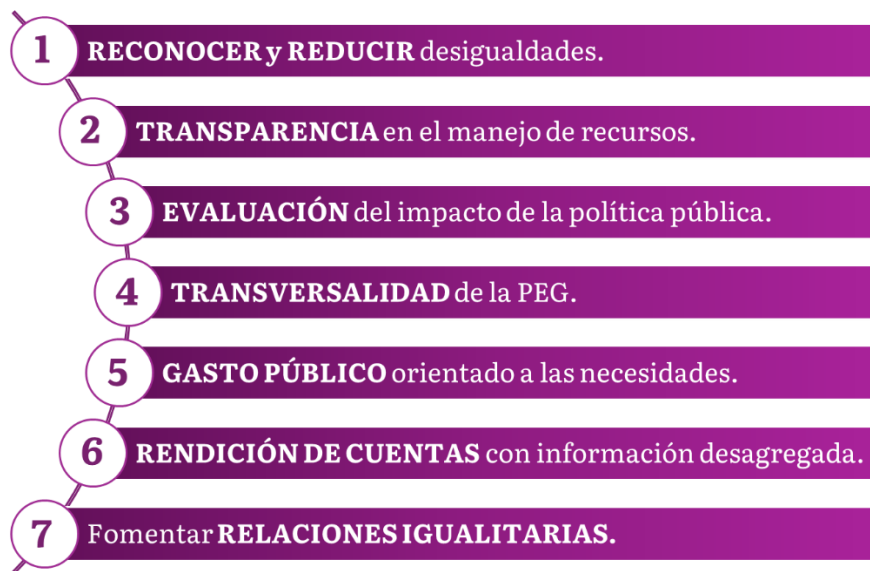 1 RECONOCER y REDUCIR desigualdades.
2 TRANSPARENCIA en el manejo de recursos.
3 EVALUACIÓN del impacto de la política pública.
4 TRANSVERSALIDAD de la PEG.
5 GASTO PÚBLICO orientado a las necesidades.
6 RENDICIÓN DE CUENTAS con información desagregada.
7 Fomentar RELACIONES IGUALITARIAS.